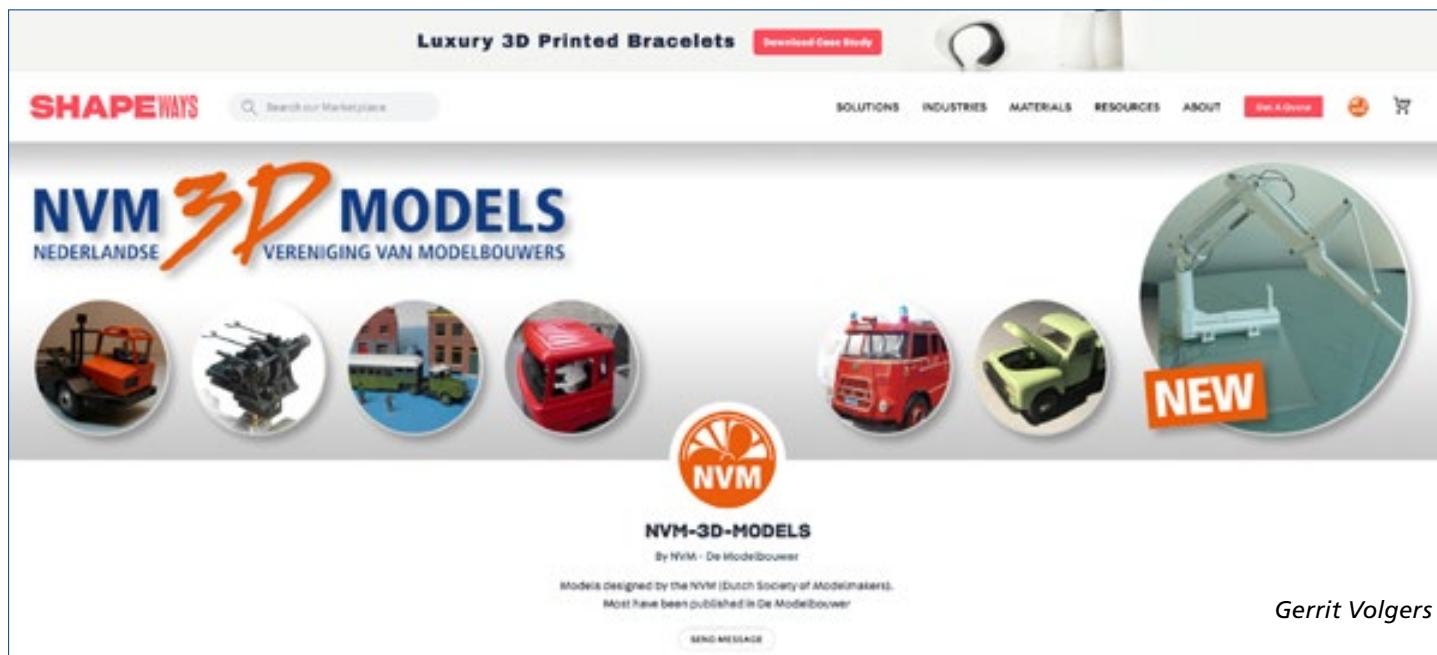 Luxury 3D Printed Bracelets
Download Case Study
SHAPEWAYS
Search our Marketplace
SOLUTIONS INDUSTRIES MATERIALS RESOURCES ABOUT
Get A Quote
NVM 3D MODELS
NEDERLANDSE VERENIGING VAN MODELBOUWERS
NEW
NVM
NVM-3D-MODELS
By NVM - De Modelbouwer
Models designed by the NVM (Dutch Society of Modelmakers).
Most have been published in De Modelbouwer
Gerrit Volgers
SEND MESSAGE